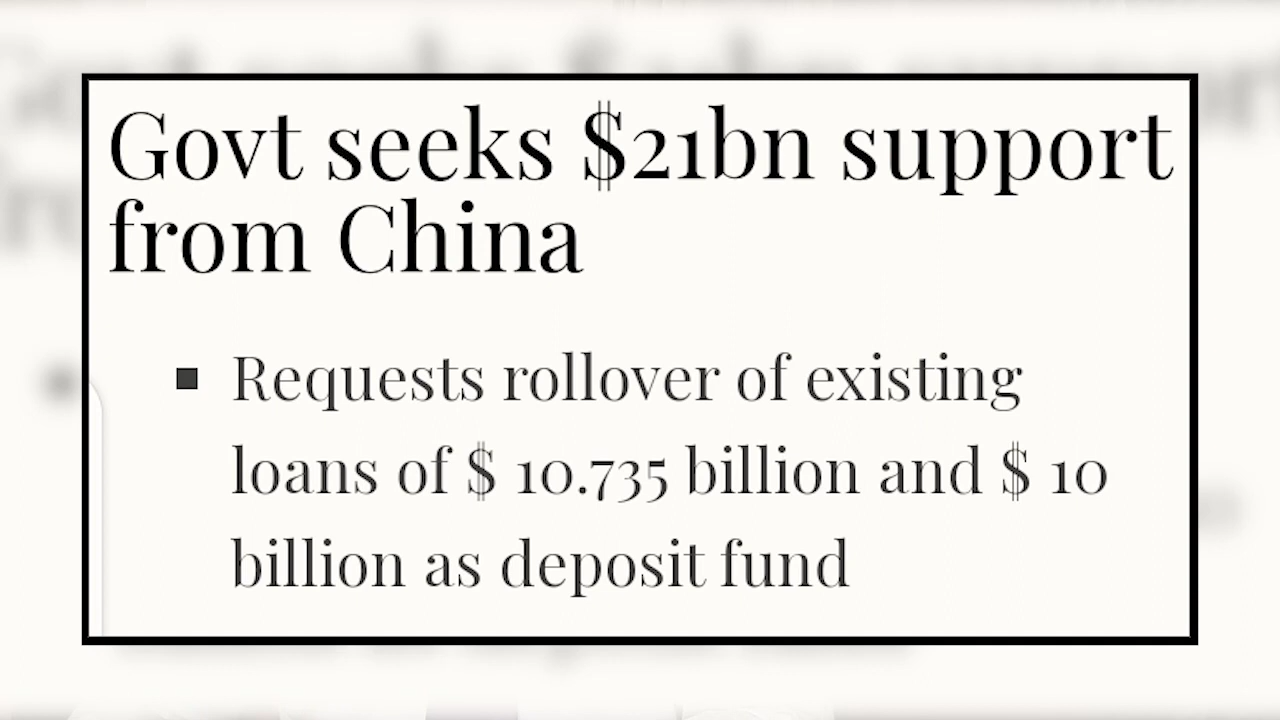 Govt seeks $21bn support
from China
▪ Requests rollover of existing
loans of $ 10.735 billion and $ 10
billion as deposit fund